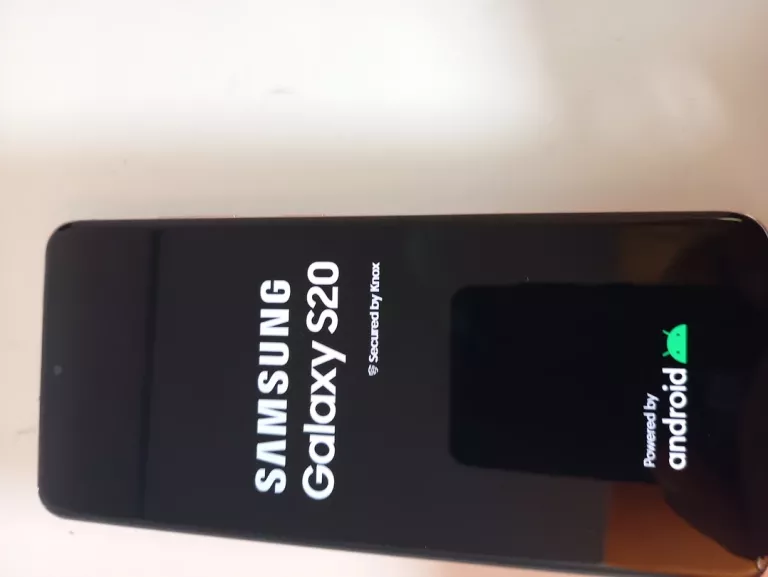 SAMSUNG
Galaxy S20
Secured by Knox
Powered by
android